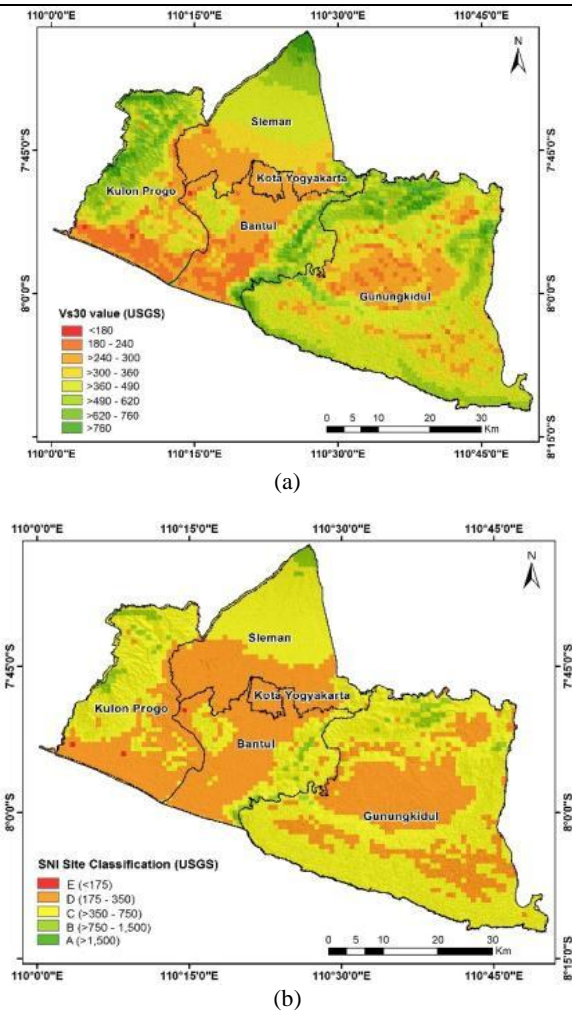 110°0'0"E 110°15'0"E 110°30'0"E 110°45'0"E
N
Sleman
7°45'0"S 7°45'0"S
Kota Yogyakarta
Kulon Progo
Bantul
8°0'0"S 8°0'0"S
Gunungkidul
Vs30 value (USGS)
<180
180 - 240
>240 - 300
>300 - 360
>360 - 490
>490 - 620
>620 - 760
>760
0 5 10 20 30
Km
8°15'0"S
110°0'0"E 110°15'0"E 110°30'0"E 110°45'0"E
(a)
110°0'0"E 110°15'0"E 110°30'0"E 110°45'0"E
N
Sleman
7°45'0"S 7°45'0"S
Kota Yogyakarta
Kulon Progo
Bantul
8°0'0"S 8°0'0"S
Gunungkidul
SNI Site Classification (USGS)
E (<175)
D (175 - 350)
C (>350 - 750)
B (>750 - 1,500)
A (>1,500)
0 5 10 20 30
Km
8°15'0"S
110°0'0"E 110°15'0"E 110°30'0"E 110°45'0"E
(b)